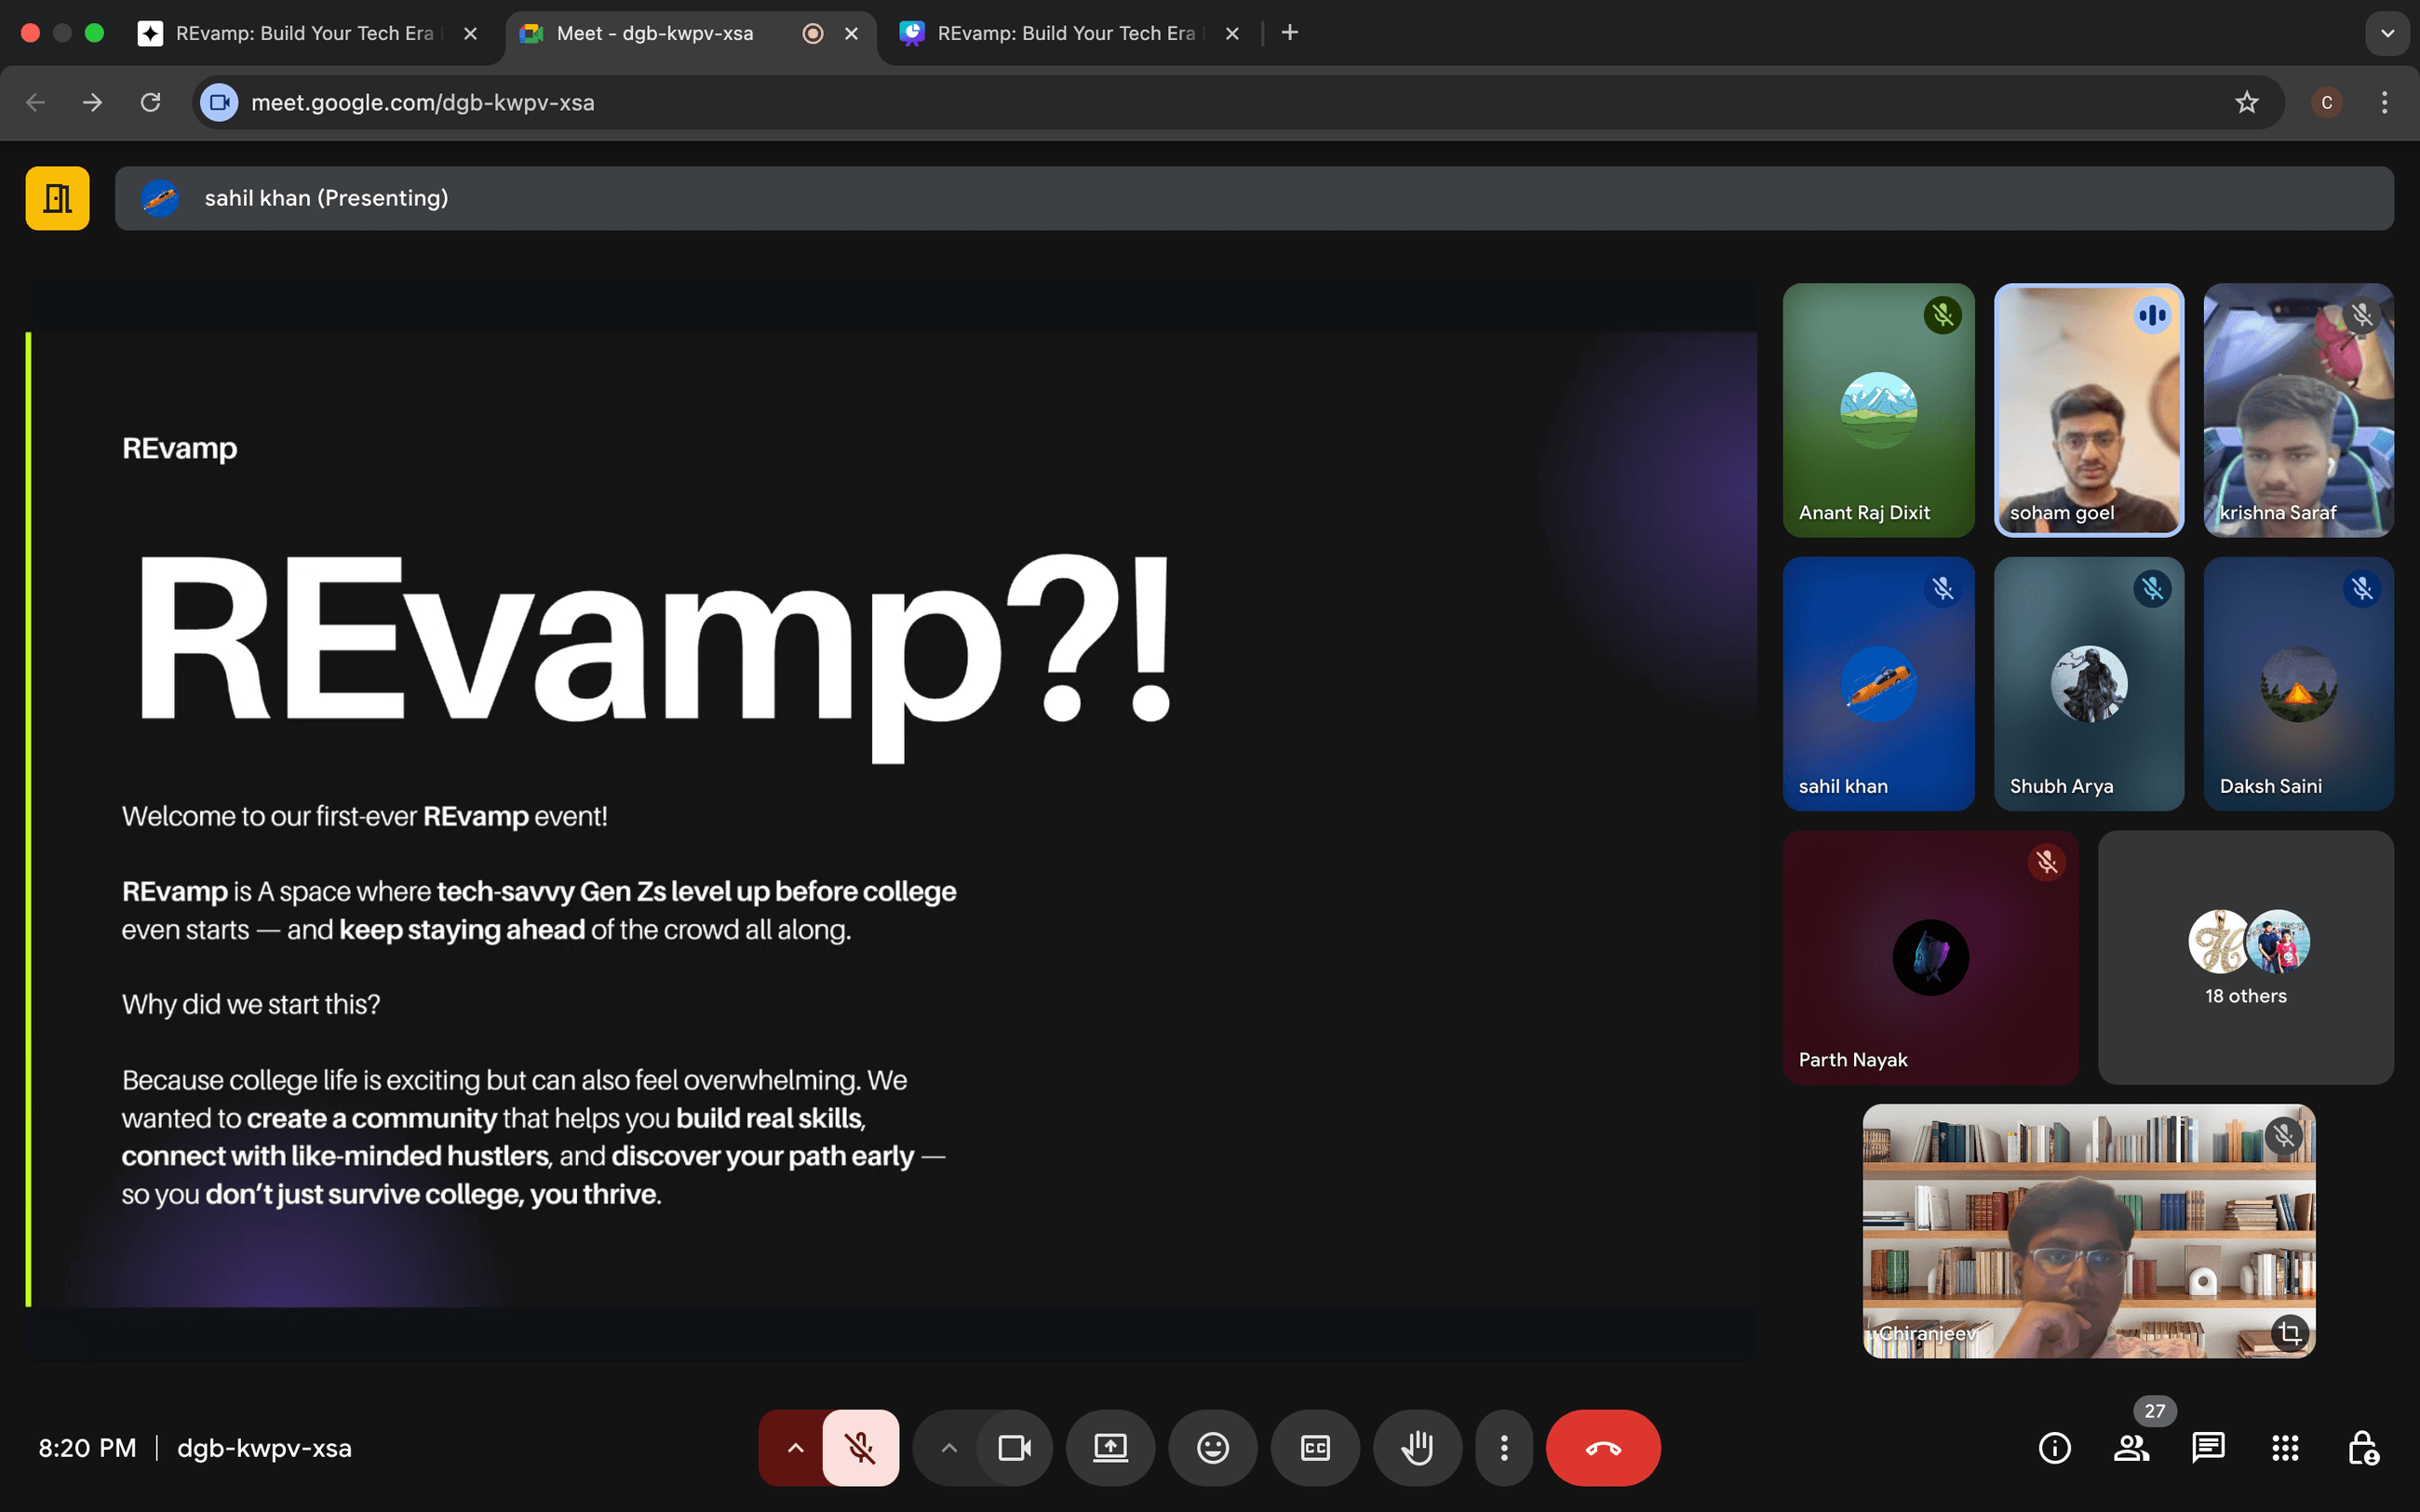 REvamp: Build Your Tech Era
Meet - dgb-kwpv-xsa
REvamp: Build Your Tech Era
meet.google.com/dgb-kwpv-xsa
C
sahil khan (Presenting)
REvamp
REvamp?!
Welcome to our first-ever REvamp event!
REvamp is A space where tech-savvy Gen Zs level up before college
even starts — and keep staying ahead of the crowd all along.
Why did we start this?
Because college life is exciting but can also feel overwhelming. We
wanted to create a community that helps you build real skills,
connect with like-minded hustlers, and discover your path early —
so you don’t just survive college, you thrive.
Anant Raj Dixit
soham goel
krishna Saraf
sahil khan
Shubh Arya
Daksh Saini
Parth Nayak
18 others
Chiranjeev
8:20 PM
dgb-kwpv-xsa
CC
27